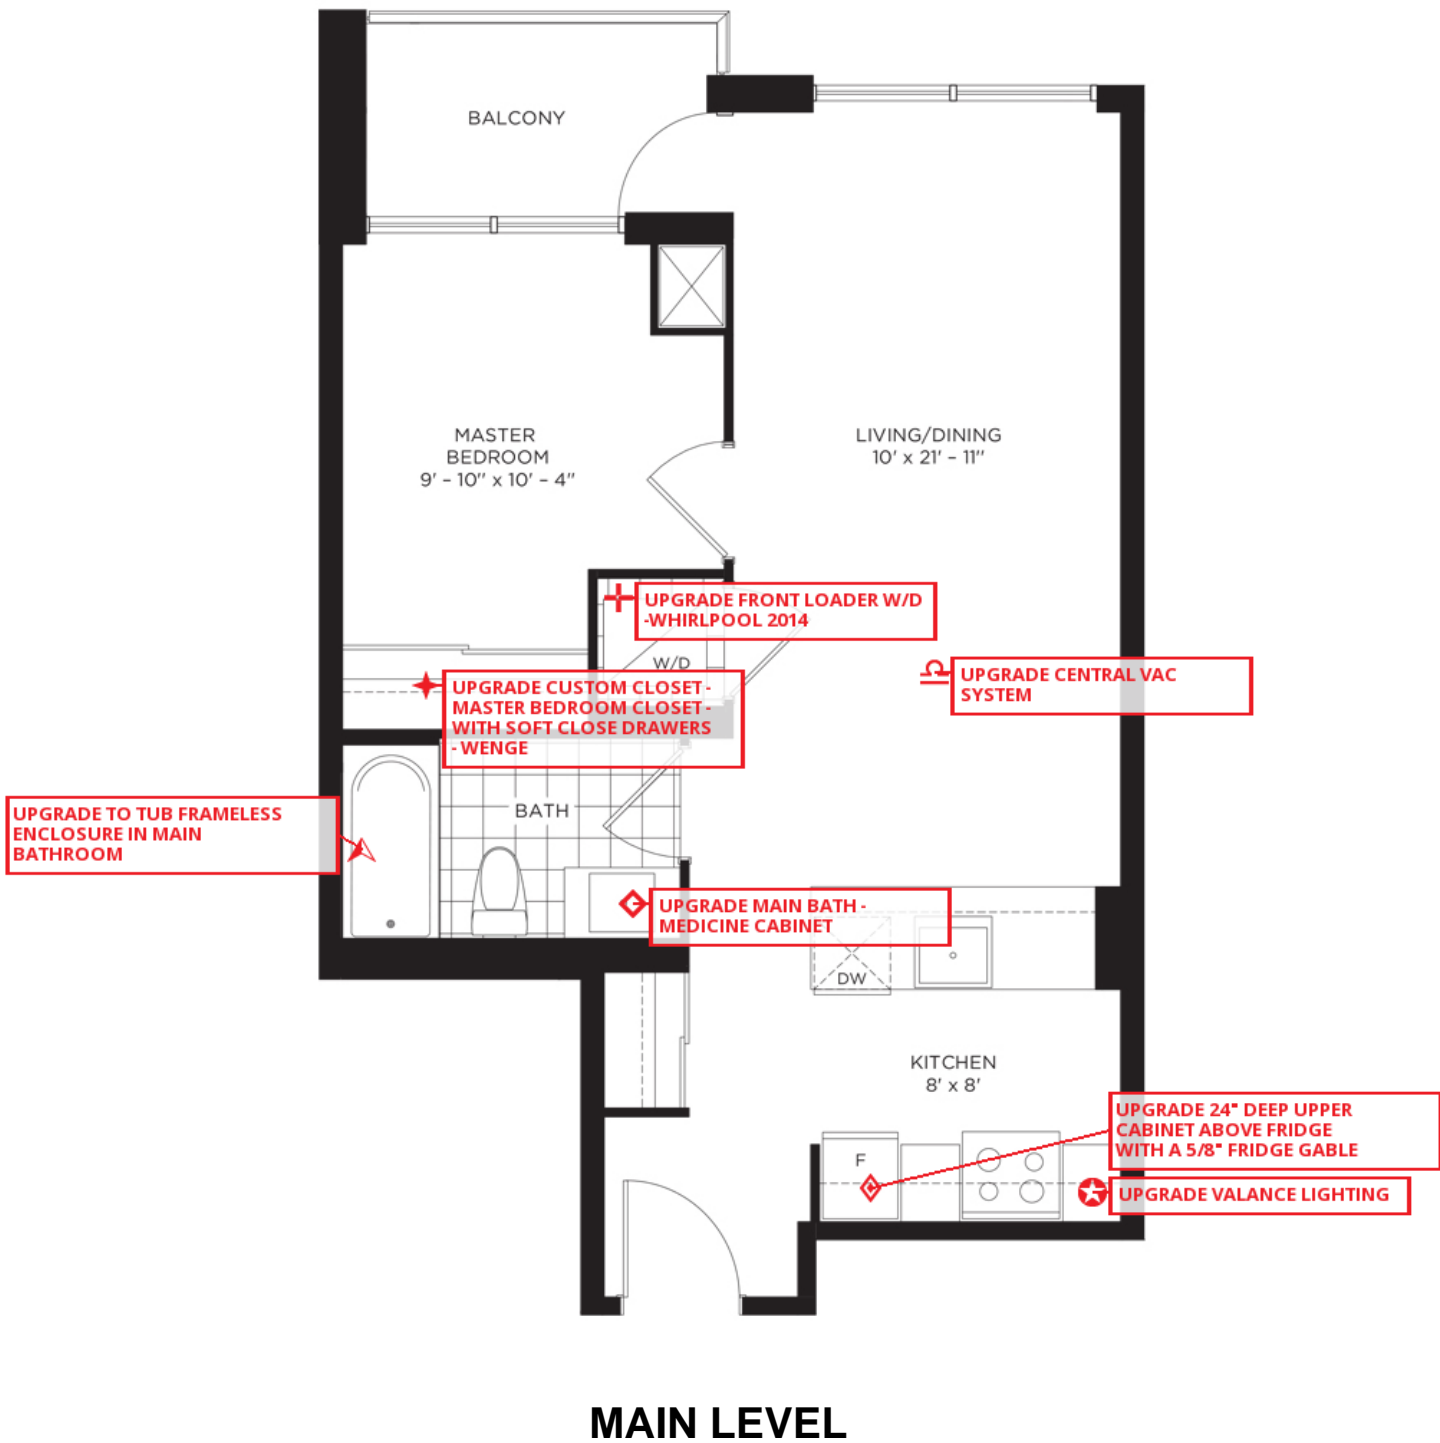 BALCONY
MASTER
BEDROOM
9' – 10" x 10' – 4"
LIVING/DINING
10' x 21' – 11"
UPGRADE FRONT LOADER W/D
-WHIRLPOOL 2014
W/D
UPGRADE CUSTOM CLOSET-
MASTER BEDROOM CLOSET-
WITH SOFT CLOSE DRAWERS
- WENGE
UPGRADE CENTRAL VAC
SYSTEM
UPGRADE TO TUB FRAMELESS
ENCLOSURE IN MAIN
BATHROOM
BATH
UPGRADE MAIN BATH -
MEDICINE CABINET
DW
KITCHEN
8' x 8'
UPGRADE 24" DEEP UPPER
CABINET ABOVE FRIDGE
WITH A 5/8" FRIDGE GABLE
F
UPGRADE VALANCE LIGHTING
MAIN LEVEL